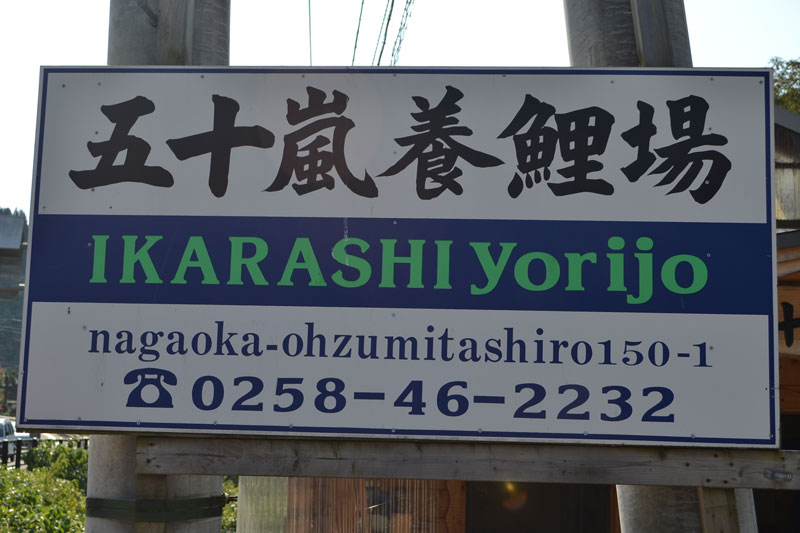 五十嵐養鯉場
IKARASHI yorijo
nagaoka-ohzumitashiro150-1
☎0258-46-2232